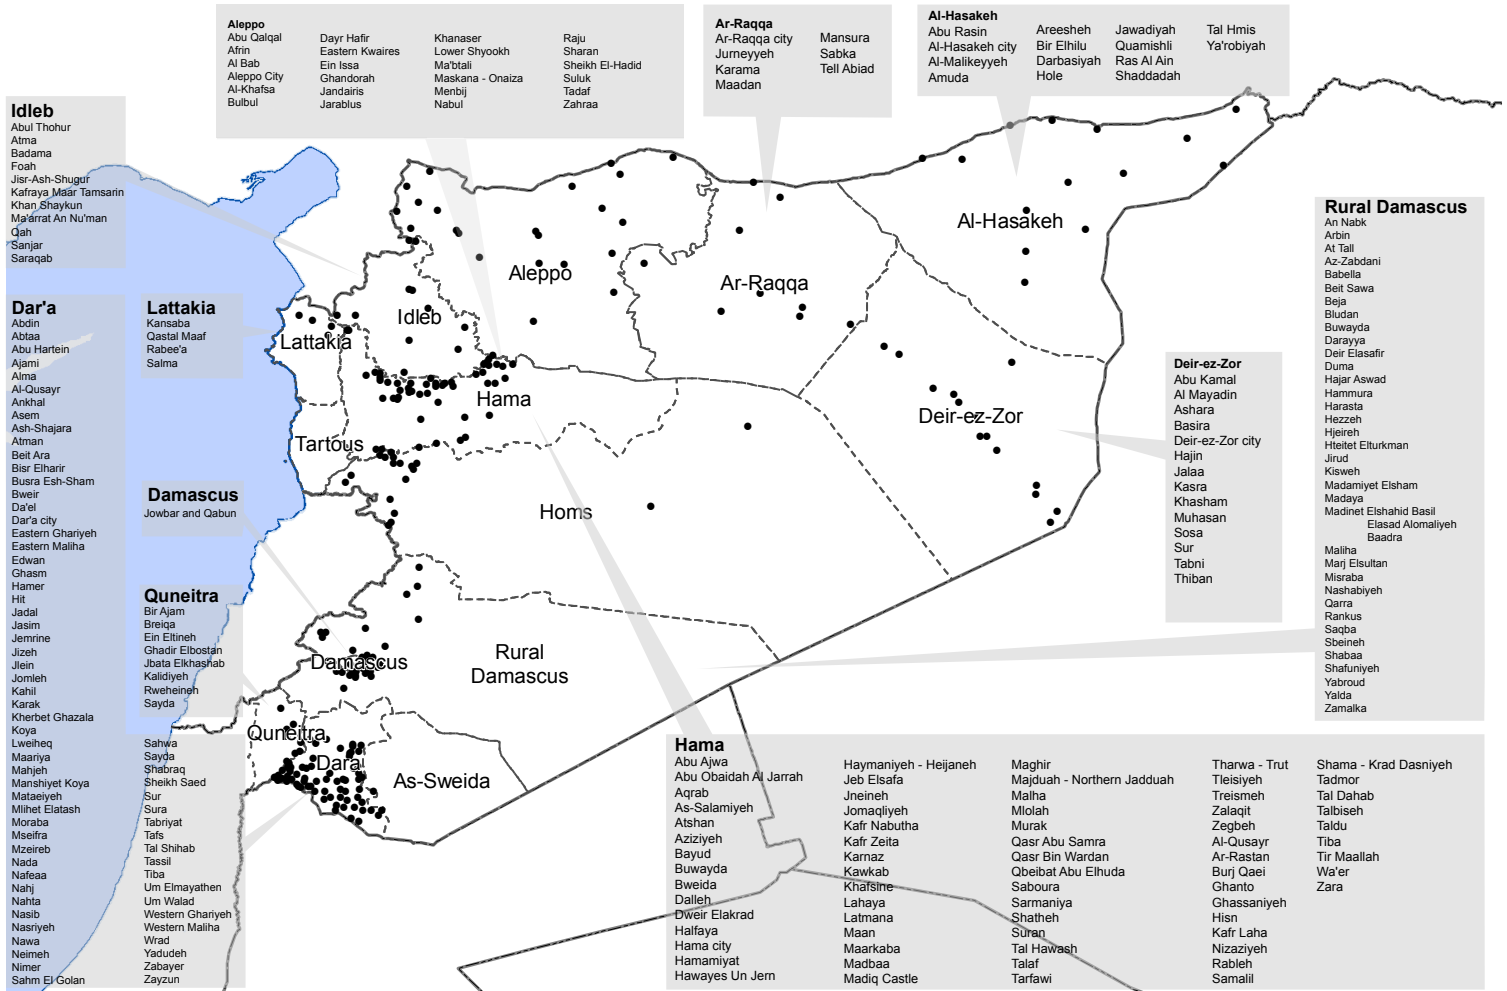 Aleppo
Abu Qalqal
Afrin
Al Bab
Aleppo City
Al-Khafsa
Bulbul
Dayr Hafir
Eastern Kwaires
Ein Issa
Ghandorah
Jandairis
Jarablus
Khanaser
Lower Shyookh
Ma'btali
Maskana - Onaiza
Menbij
Nabul
Raju
Sharan
Sheikh El-Hadid
Suluk
Tadaf
Zahraa
Ar-Raqqa
Ar-Raqqa city
Jurneyyeh
Karama
Maadan
Mansura
Sabka
Tell Abiad
Al-Hasakeh
Abu Rasin
Al-Hasakeh city
Al-Malikeyyeh
Amuda
Areesheh
Bir Elhilu
Darbasiyah
Hole
Jawadiyah
Quamishli
Ras Al Ain
Shaddadah
Tal Hmis
Ya'robiyah
Idleb
Abul Thohur
Atma
Badama
Foah
Jisr-Ash-Shugur
Kafraya Maar Tamsarin
Khan Shaykun
Ma'arrat An Nu'man
Qah
Sanjar
Saraqab
Dar'a
Abdin
Abtaa
Abu Hartein
Ajami
Alma
Al-Qusayr
Ankhal
Asem
Ash-Shajara
Atman
Beit Ara
Bisr Elharir
Busra Esh-Sham
Bweir
Da'el
Dar'a city
Eastern Ghariyeh
Eastern Maliha
Edwan
Ghasm
Hamer
Hit
Jadal
Jasim
Jemrine
Jizeh
Jlein
Jomleh
Kahil
Karak
Kherbet Ghazala
Koya
Lweiheq
Maariya
Mahjeh
Manshiyet Koya
Mataeiyeh
Mlihet Elatash
Moraba
Mseifra
Mzeireb
Nada
Nafeaa
Nahj
Nahta
Nasib
Nasriyeh
Nawa
Neimeh
Nimer
Sahm El Golan
Sahwa
Sayda
Shabraq
Sheikh Saed
Sur
Sura
Tabriyat
Tafs
Tal Shihab
Tassil
Tiba
Um Elmayathen
Um Walad
Western Ghariyeh
Western Maliha
Wrad
Yadudeh
Zabayer
Zayzun
Lattakia
Kansaba
Qastal Maaf
Rabee'a
Salma
Damascus
Jowbar and Qabun
Quneitra
Bir Ajam
Breiqa
Ein Eltineh
Ghadir Elbostan
Jbata Elkhashab
Kalidiyeh
Rweheineh
Sayda
Aleppo
Idleb
Lattakia
Hama
Tartous
Homs
Ar-Raqqa
Al-Hasakeh
Deir-ez-Zor
Damascus
Rural
Damascus
Quneitra
Dara
As-Sweida
Deir-ez-Zor
Abu Kamal
Al Mayadin
Ashara
Basira
Deir-ez-Zor city
Hajin
Jalaa
Kasra
Khasham
Muhasan
Sosa
Sur
Tabni
Thiban
Rural Damascus
An Nabk
Arbin
At Tall
Az-Zabdani
Babella
Beit Sawa
Beja
Bludan
Buwayda
Darayya
Deir Elasafir
Duma
Hajar Aswad
Hammura
Harasta
Hezzeh
Hjeireh
Hteitet Elturkman
Jirud
Kisweh
Madamiyet Elsham
Madaya
Madinet Elshahid Basil
Elasad Alomaliyeh
Baadra
Maliha
Marj Elsultan
Misraba
Nashabiyeh
Qarra
Rankus
Saqba
Sbeineh
Shabaa
Shafuniyeh
Yabroud
Yalda
Zamalka
Hama
Abu Ajwa
Abu Obaidah Al Jarrah
Aqrab
As-Salamiyeh
Atshan
Aziziyeh
Bayud
Buwayda
Bweida
Dalleh
Dweir Elakrad
Halfaya
Hama city
Hamamiyat
Hawayes Un Jern
Haymaniyeh - Heijaneh
Jeb Elsafa
Jneineh
Jomaqliyeh
Kafr Nabutha
Kafr Zeita
Karnaz
Kawkab
Khafsine
Lahaya
Latmana
Maan
Maarkaba
Madbaa
Madiq Castle
Maghir
Majduah - Northern Jadduah
Malha
Mlolah
Murak
Qasr Abu Samra
Qasr Bin Wardan
Qbeibat Abu Elhuda
Saboura
Sarmaniya
Shatheh
Suran
Tal Hawash
Talaf
Tarfawi
Tharwa - Trut
Tleisiyeh
Treismeh
Zalaqit
Zegbeh
Al-Qusayr
Ar-Rastan
Burj Qaei
Ghanto
Ghassaniyeh
Hisn
Kafr Laha
Nizaziyeh
Rableh
Samalil
Shama - Krad Dasniyeh
Tadmor
Tal Dahab
Talbiseh
Taldu
Tiba
Tir Maallah
Wa'er
Zara